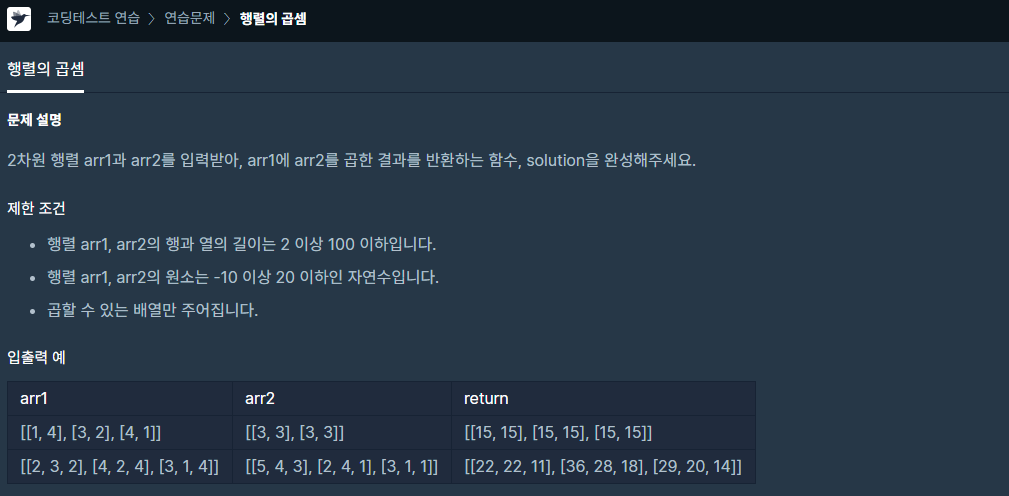 코딩테스트 연습 > 연습문제 > 행렬의 곱셈
행렬의 곱셈
문제 설명
2차원 행렬 arr1과 arr2를 입력받아, arr1에 arr2를 곱한 결과를 반환하는 함수, solution을 완성해주세요.
제한 조건
• 행렬 arr1, arr2의 행과 열의 길이는 2 이상 100 이하입니다.
• 행렬 arr1, arr2의 원소는 -10 이상 20 이하인 자연수입니다.
• 곱할 수 있는 배열만 주어집니다.
입출력 예
arr1 arr2 return
[[1, 4], [3, 2], [4, 1]] [[3, 3], [3, 3]] [[15, 15], [15, 15], [15, 15]]
[[2, 3, 2], [4, 2, 4], [3, 1, 4]] [[5, 4, 3], [2, 4, 1], [3, 1, 1]] [[22, 22, 11], [36, 28, 18], [29, 20, 14]]